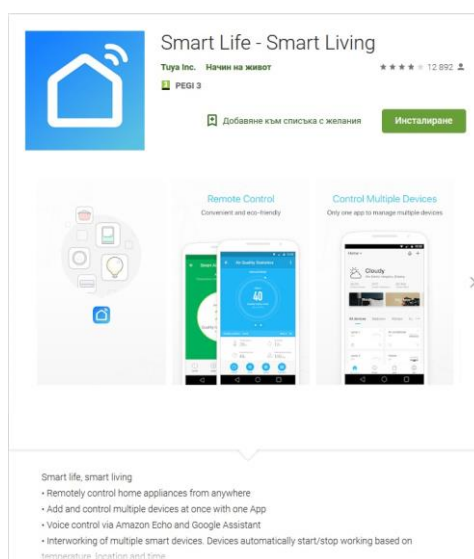 Smart Life - Smart Living
Tuya Inc. Начин на живот
12 892
PEGI 3
Добавяне към списъка с желания
Инсталиране
Remote Control
Convenient and eco-friendly
Control Multiple Devices
Only one app to manage multiple devices
Air Quality Statistics
40
Cloudy
Smart life, smart living
• Remotely control home appliances from anywhere
• Add and control multiple devices at once with one App
• Voice control via Amazon Echo and Google Assistant
• Interworking of multiple smart devices. Devices automatically start/stop working based on
temperature, location and time